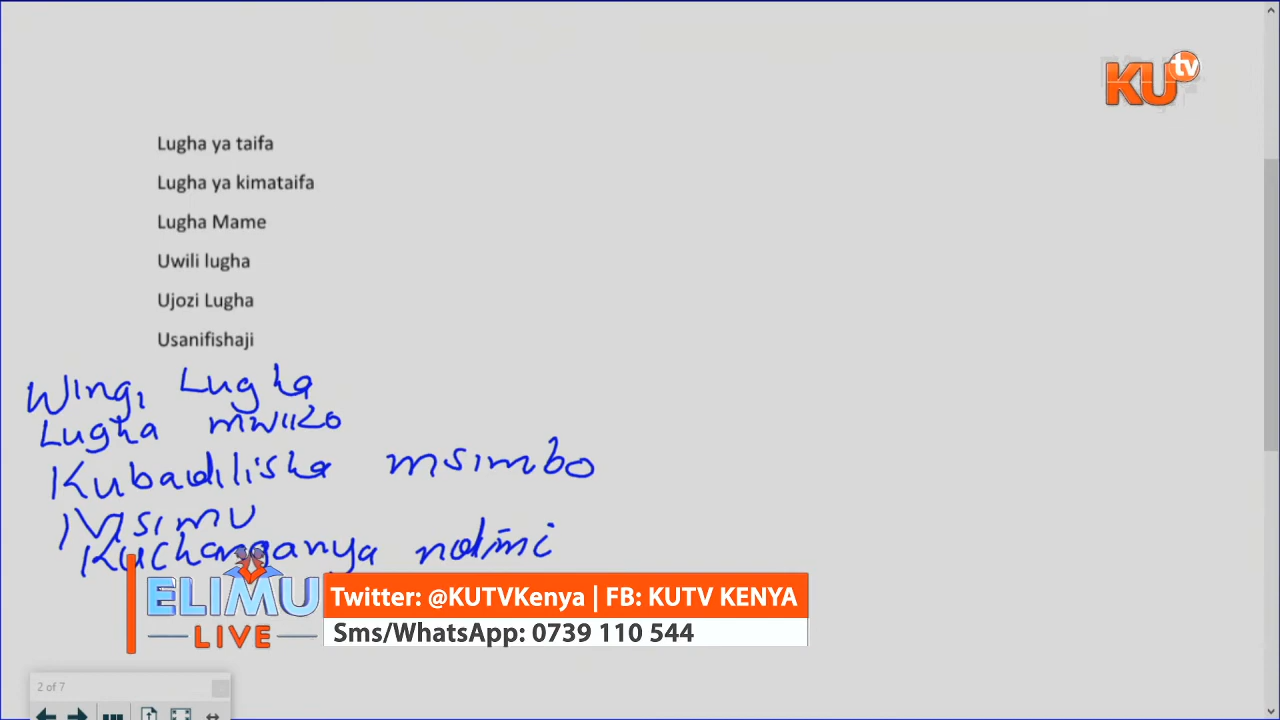 KU tv
Lugha ya taifa
Lugha ya kimataifa
Lugha Mame
Uwili lugha
Ujozi Lugha
Usanifishaji
Wingi Lugha
Lugha mwiizo
Kubadilisha msimbo
Misimu
Kuchanganya ndimi
ELIMU
LIVE
Twitter: @KUTVKenya | FB: KUTV KENYA
Sms/WhatsApp: 0739 110 544
2 of 7